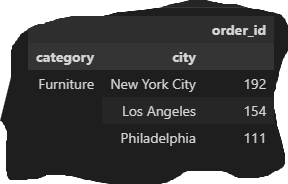 order_id
category city
Furniture New York City 192
Los Angeles 154
Philadelphia 111